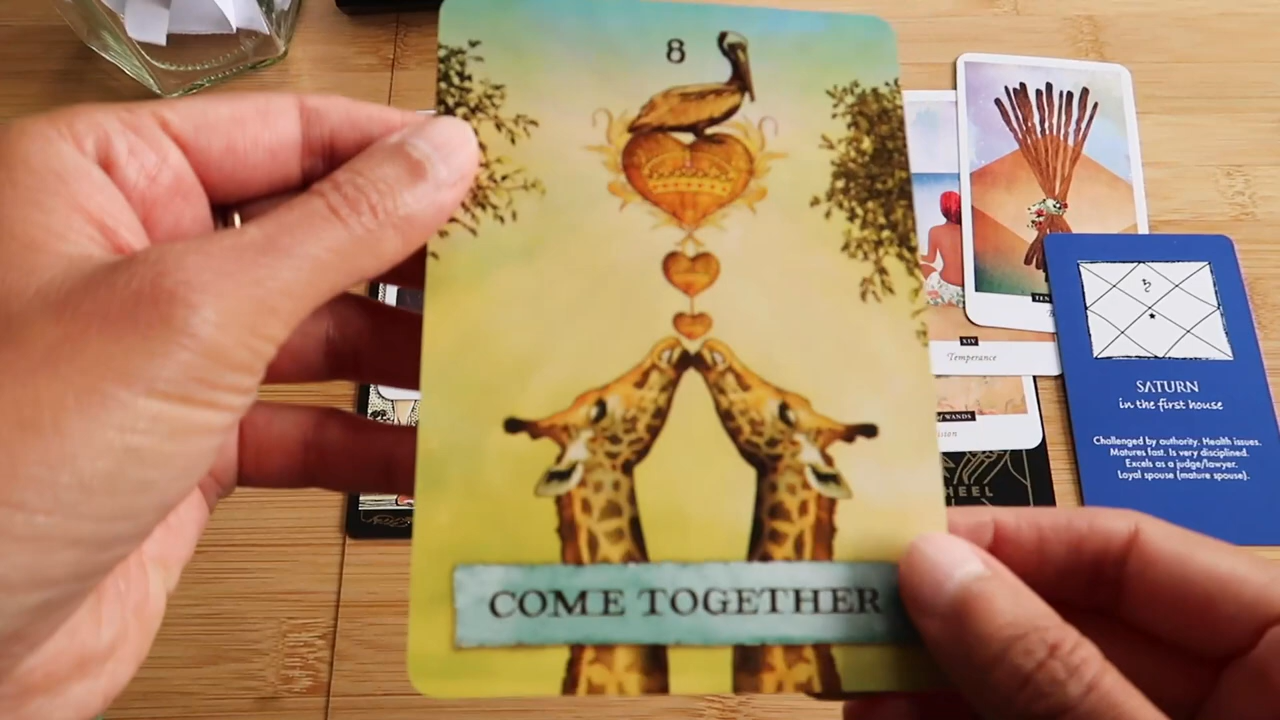 8
COME TOGETHER
XIV
Temperance
TEN
of WANDS
HEEL
SATURN
in the first house
Challenged by authority. Health issues.
Matures fast. Is very disciplined.
Excels as a judge/lawyer.
Loyal spouse (mature spouse).